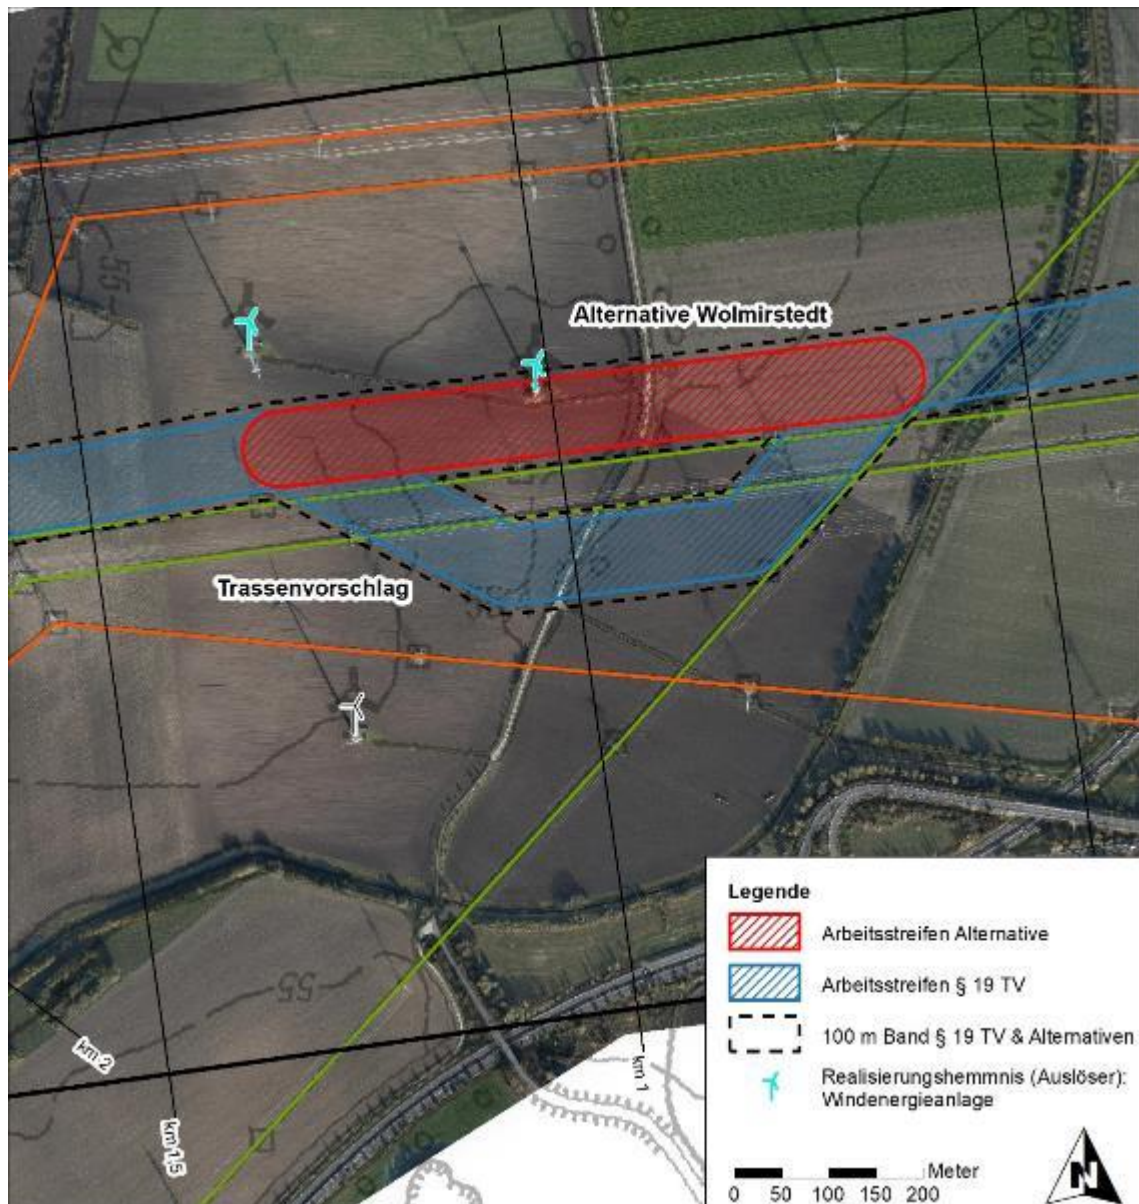 55
Alternative Wolmirstedt
Trassenvorschlag
55
km 2
km 1,5
km 1
Legende
Arbeitsstreifen Alternative
Arbeitsstreifen § 19 TV
100 m Band § 19 TV & Alternativen
Realisierungshemmnis (Auslöser):
Windenergieanlage
Meter
0 50 100 150 200
N